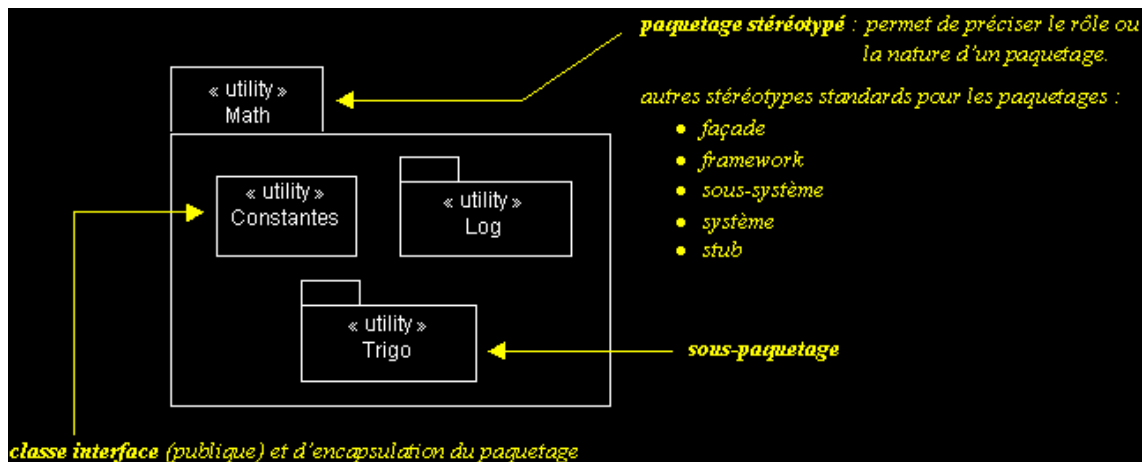 paquetage stéréotypé : permet de préciser le rôle ou
la nature d'un paquetage.
« utility »
Math
autres stéréotypes standards pour les paquetages :
• façade
• framework
• sous-système
• système
• stub
« utility »
Constantes
« utility »
Log
« utility »
Trigo
sous-paquetage
classe interface (publique) et d'encapsulation du paquetage